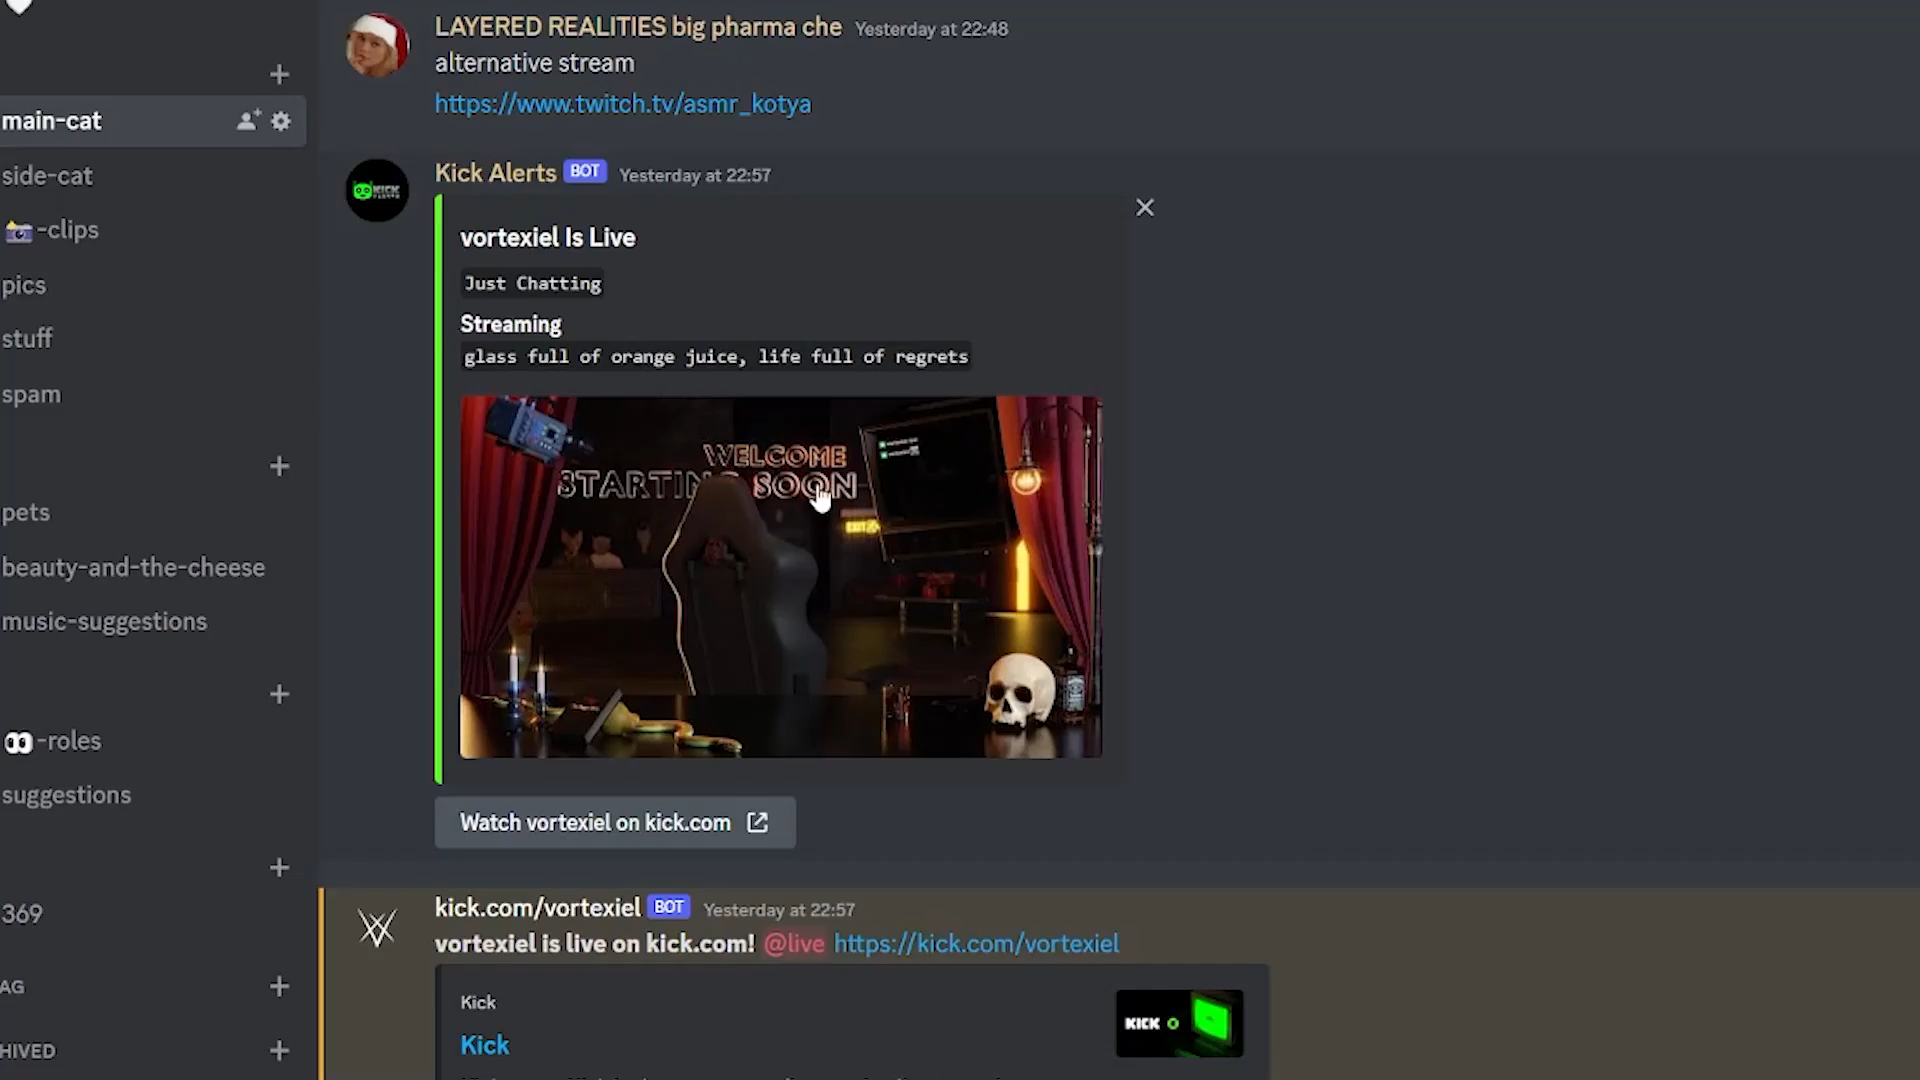 LAYERED REALITIES big pharma che Yesterday at 22:48
alternative stream
https://www.twitch.tv/asmr_kotya
main-cat
side-cat
-clips
pics
stuff
spam
pets
beauty-and-the-cheese
music-suggestions
-roles
suggestions
369
AG
HIVED
Kick Alerts BOT Yesterday at 22:57
vortexiel Is Live
Just Chatting
Streaming
glass full of orange juice, life full of regrets
WELCOME
STARTING SOON
EXIT
Watch vortexiel on kick.com
kick.com/vortexiel BOT Yesterday at 22:57
vortexiel is live on kick.com! @live https://kick.com/vortexiel
Kick
Kick
KICK